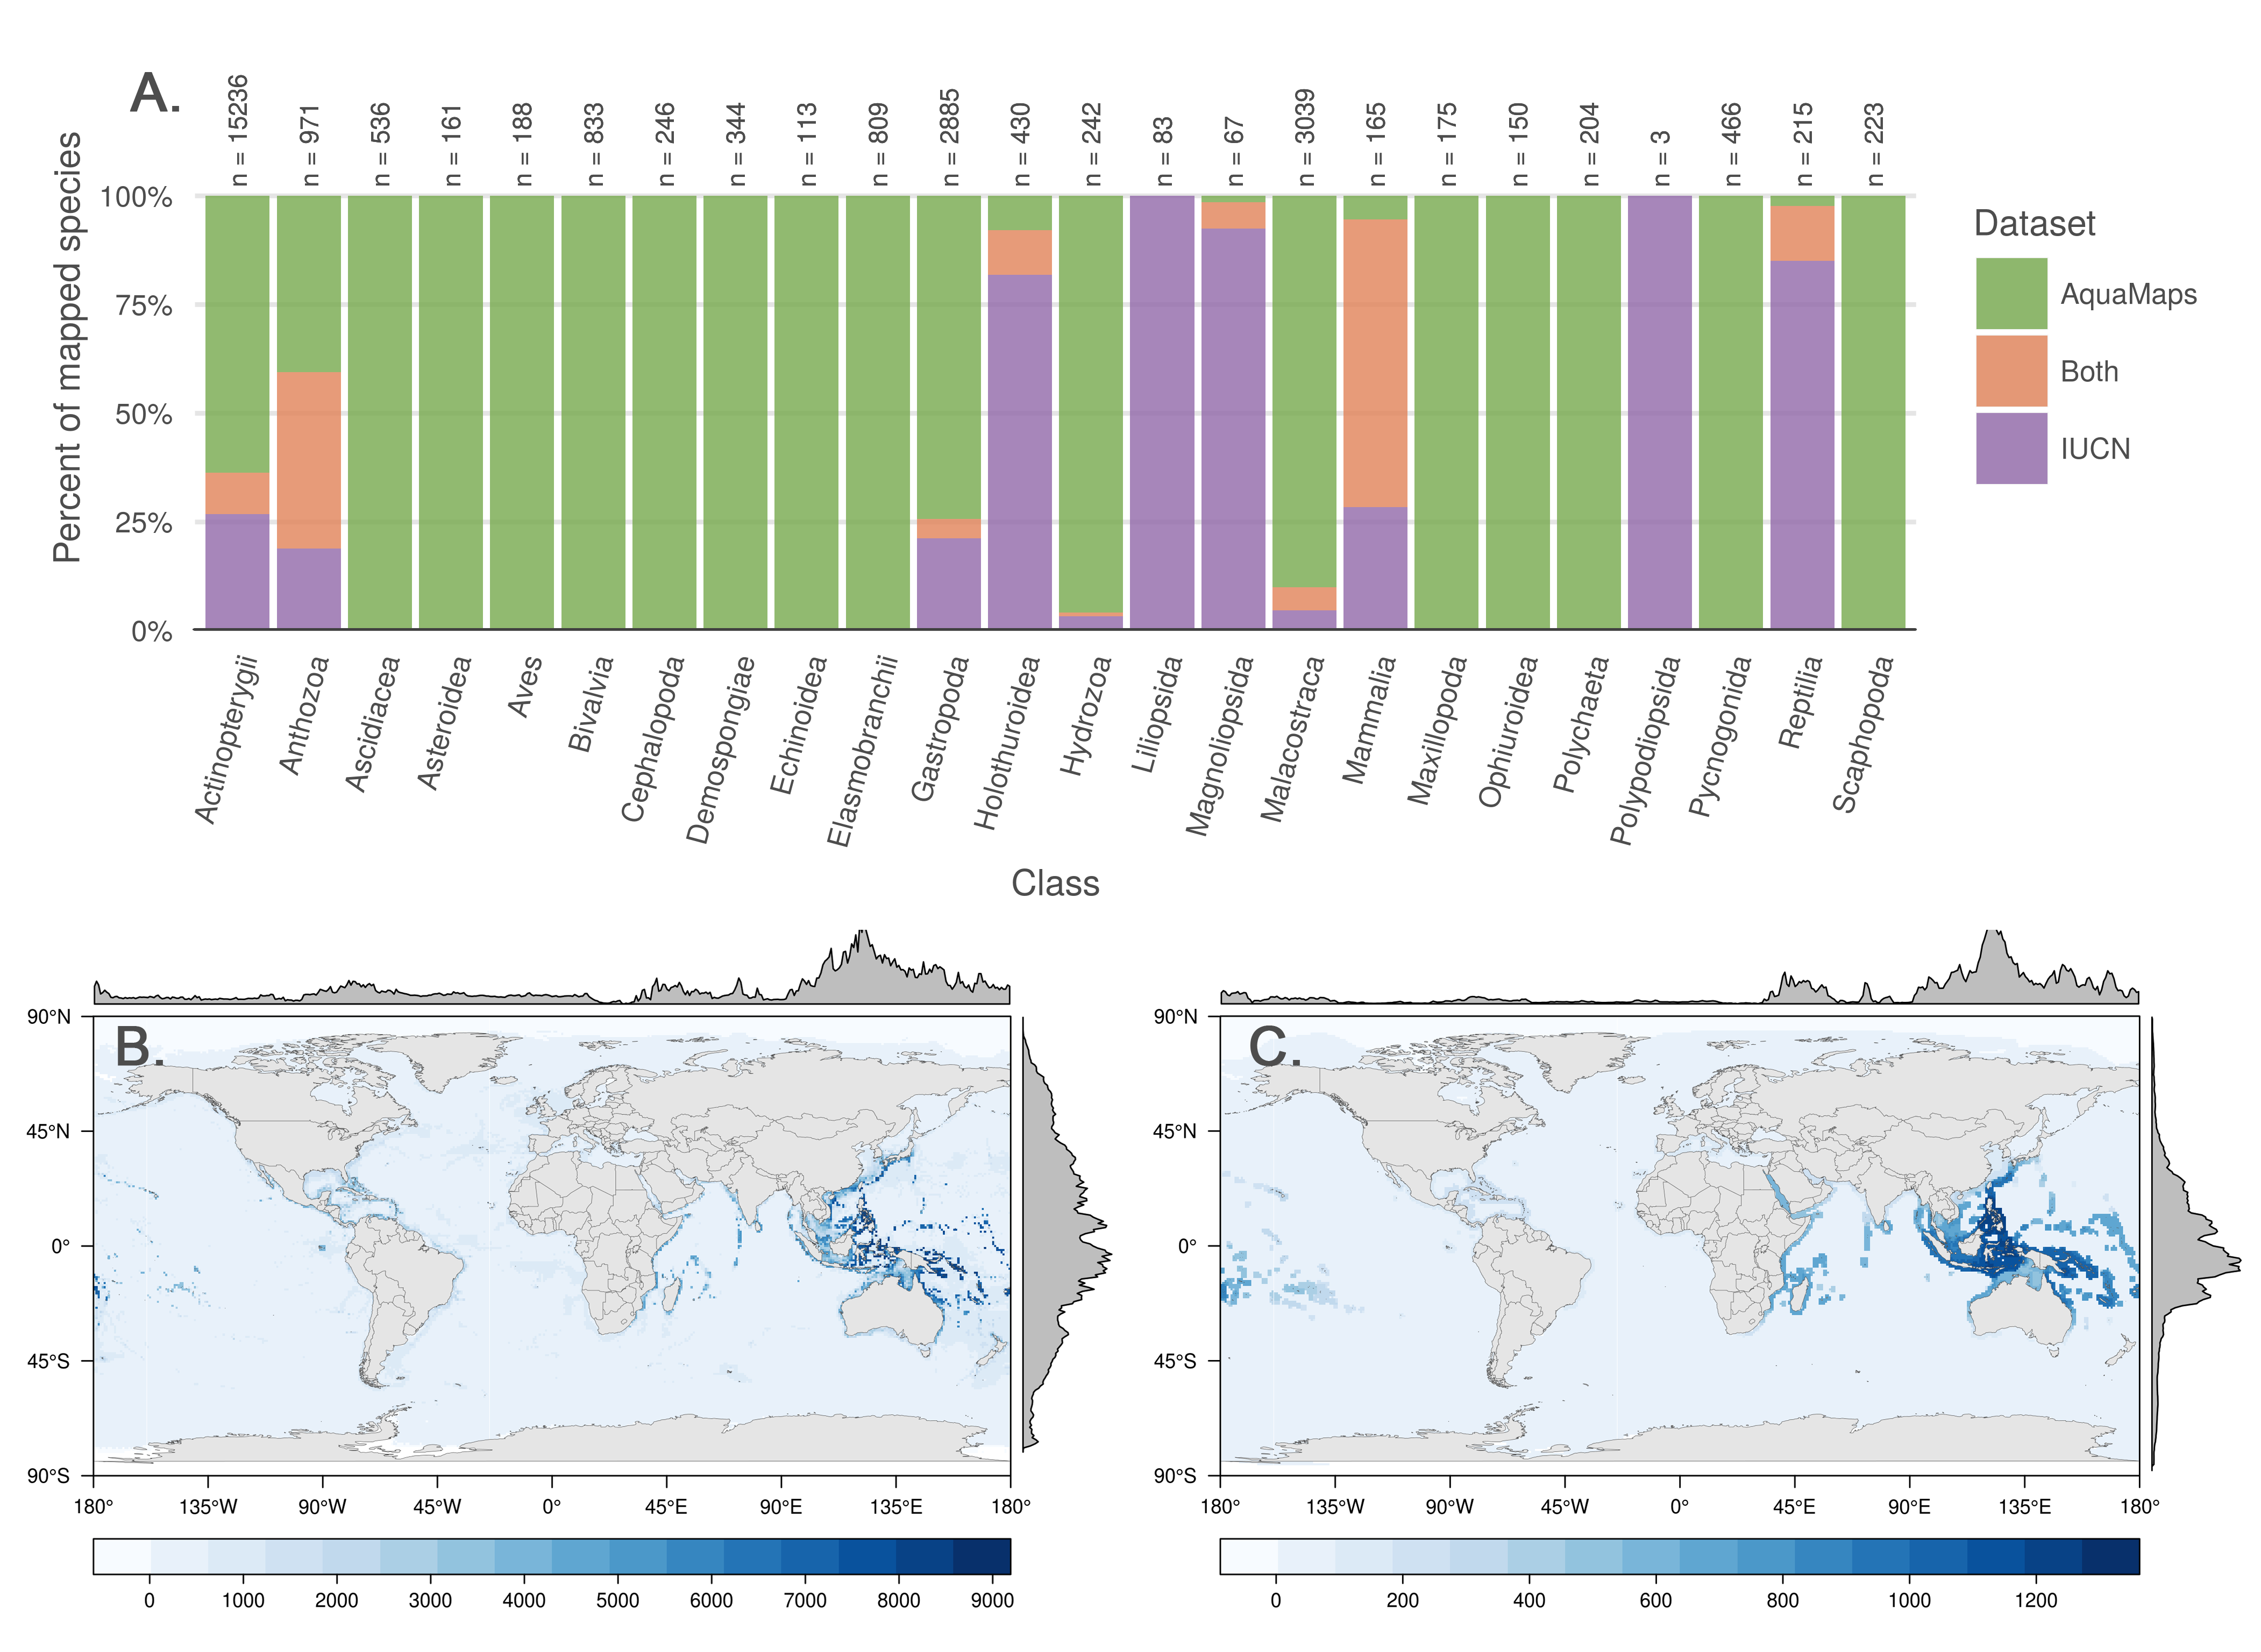 A.
n = 15236
n = 971
n = 536
n = 161
n = 188
n = 833
n = 246
n = 344
n = 113
n = 809
n = 2885
n = 430
n = 242
n = 83
n = 67
n = 3039
n = 165
n = 175
n = 150
n = 204
n = 3
n = 466
n = 215
n = 223
Percent of mapped species
100%
75%
50%
25%
0%
Dataset
AquaMaps
Both
IUCN
Actinopterygii
Anthozoa
Ascidiacea
Asteroidea
Aves
Bivalvia
Cephalopoda
Demospongiae
Echinoidea
Elasmobranchii
Gastropoda
Holothuroidea
Hydrozoa
Liliopsida
Magnoliopsida
Malacostraca
Mammalia
Maxillopoda
Ophiuroidea
Polychaeta
Polypodiopsida
Pycnogonida
Reptilia
Scaphopoda
Class
B.
90°N
45°N
0°
45°S
90°S
180° 135°W 90°W 45°W 0° 45°E 90°E 135°E 180°
0 1000 2000 3000 4000 5000 6000 7000 8000 9000
C.
90°N
45°N
0°
45°S
90°S
180° 135°W 90°W 45°W 0° 45°E 90°E 135°E 180°
0 200 400 600 800 1000 1200